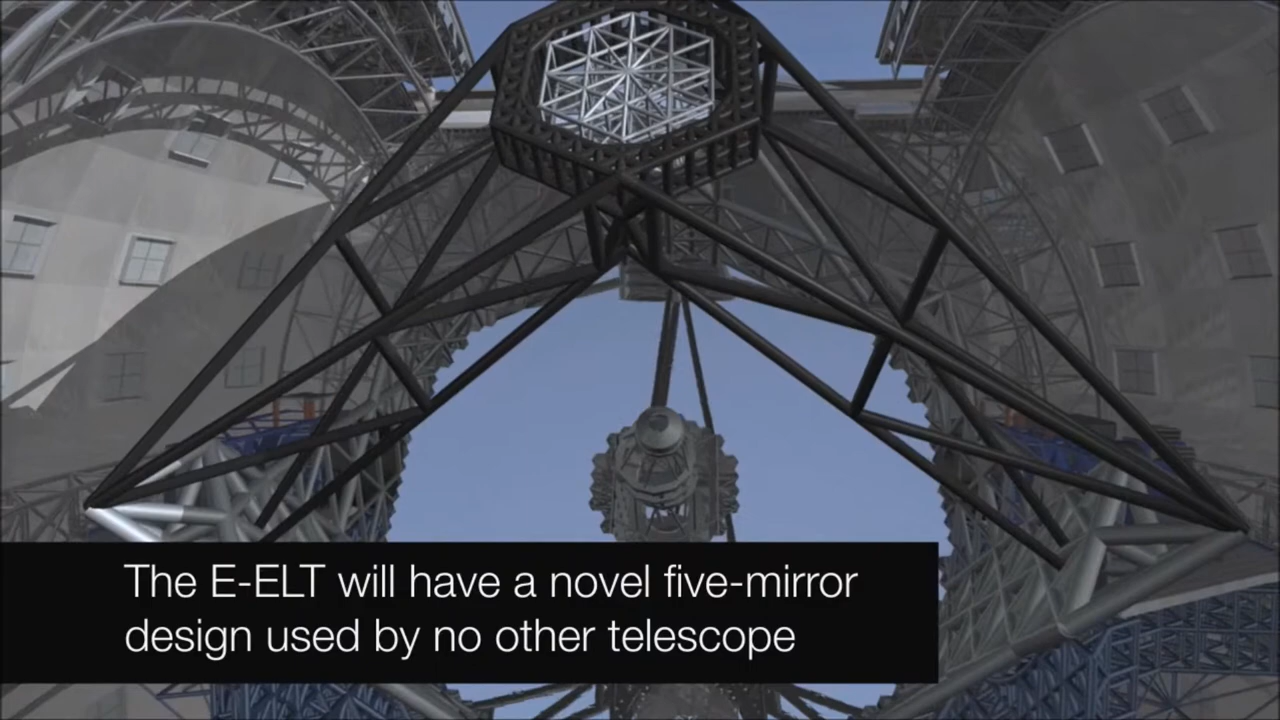 The E-ELT will have a novel five-mirror
design used by no other telescope